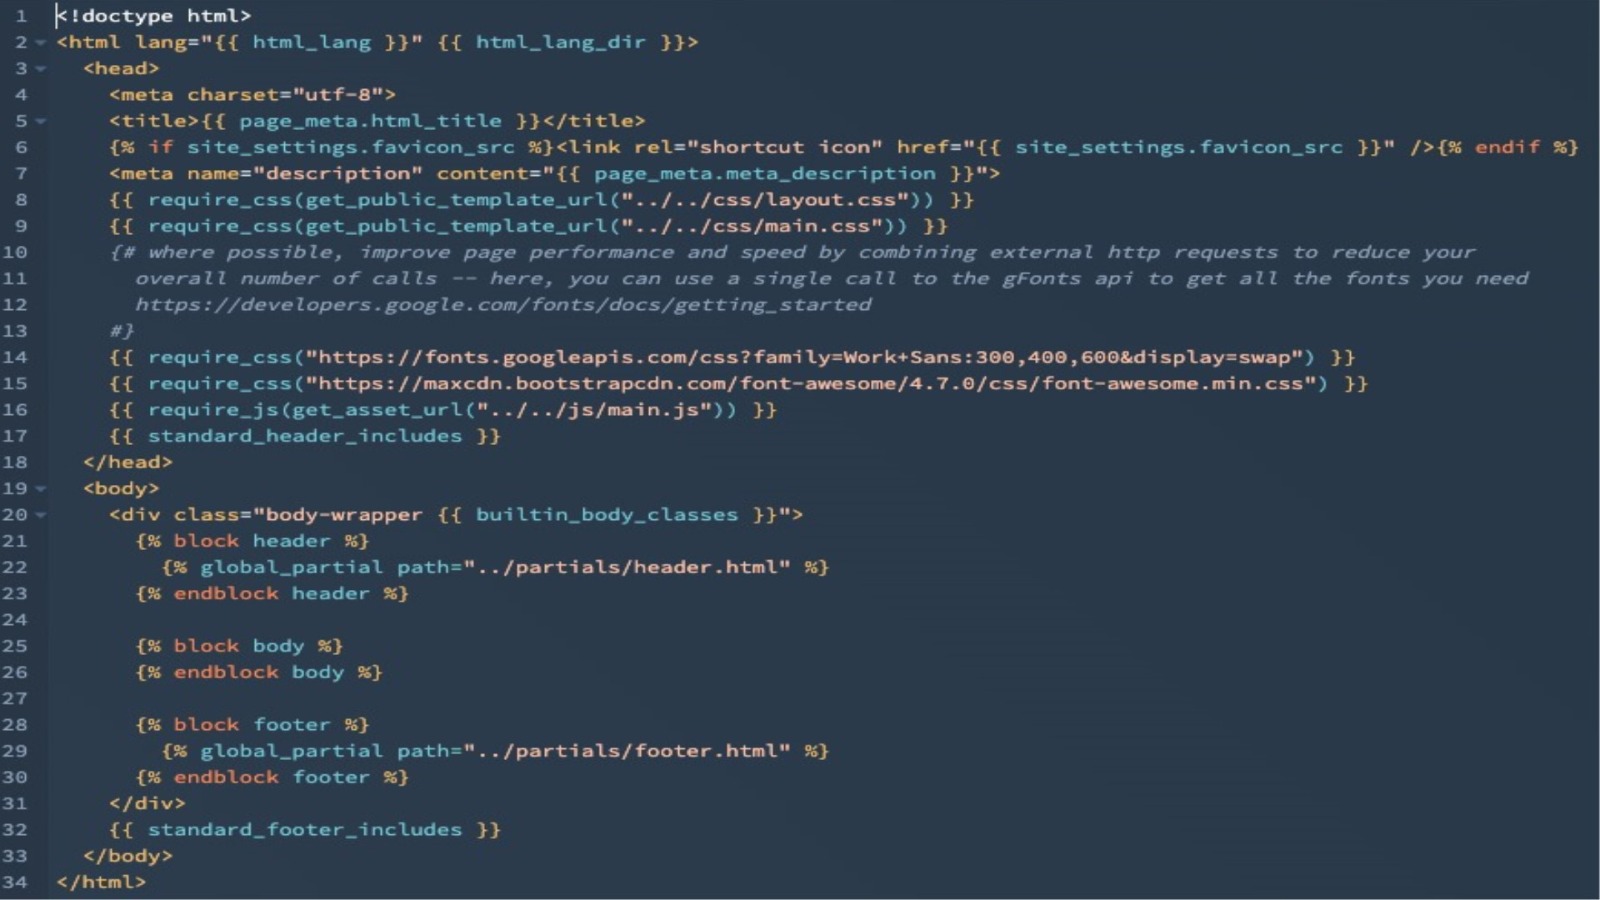 1 <!doctype html>
2 <html lang="{{ html_lang }}" {{ html_lang_dir }}>
3 <head>
4 <meta charset="utf-8">
5 <title>{{ page_meta.html_title }}</title>
6 {% if site_settings.favicon_src %}<link rel="shortcut icon" href="{{ site_settings.favicon_src }}" />{% endif %}
7 <meta name="description" content="{{ page_meta.meta_description }}">
8 {{ require_css(get_public_template_url("../../css/layout.css")) }}
9 {{ require_css(get_public_template_url("../../css/main.css")) }}
10 {# where possible, improve page performance and speed by combining external http requests to reduce your
11 overall number of calls -- here, you can use a single call to the gFonts api to get all the fonts you need
12 https://developers.google.com/fonts/docs/getting_started
13 #}
14 {{ require_css("https://fonts.googleapis.com/css?family=Work+Sans:300,400,600&display=swap") }}
15 {{ require_css("https://maxcdn.bootstrapcdn.com/font-awesome/4.7.0/css/font-awesome.min.css") }}
16 {{ require_js(get_asset_url("../../js/main.js")) }}
17 {{ standard_header_includes }}
18 </head>
19 <body>
20 <div class="body-wrapper {{ builtin_body_classes }}">
21 {% block header %}
22 {% global_partial path="../partials/header.html" %}
23 {% endblock header %}
24
25 {% block body %}
26 {% endblock body %}
27
28 {% block footer %}
29 {% global_partial path="../partials/footer.html" %}
30 {% endblock footer %}
31 </div>
32 {{ standard_footer_includes }}
33 </body>
34 </html>